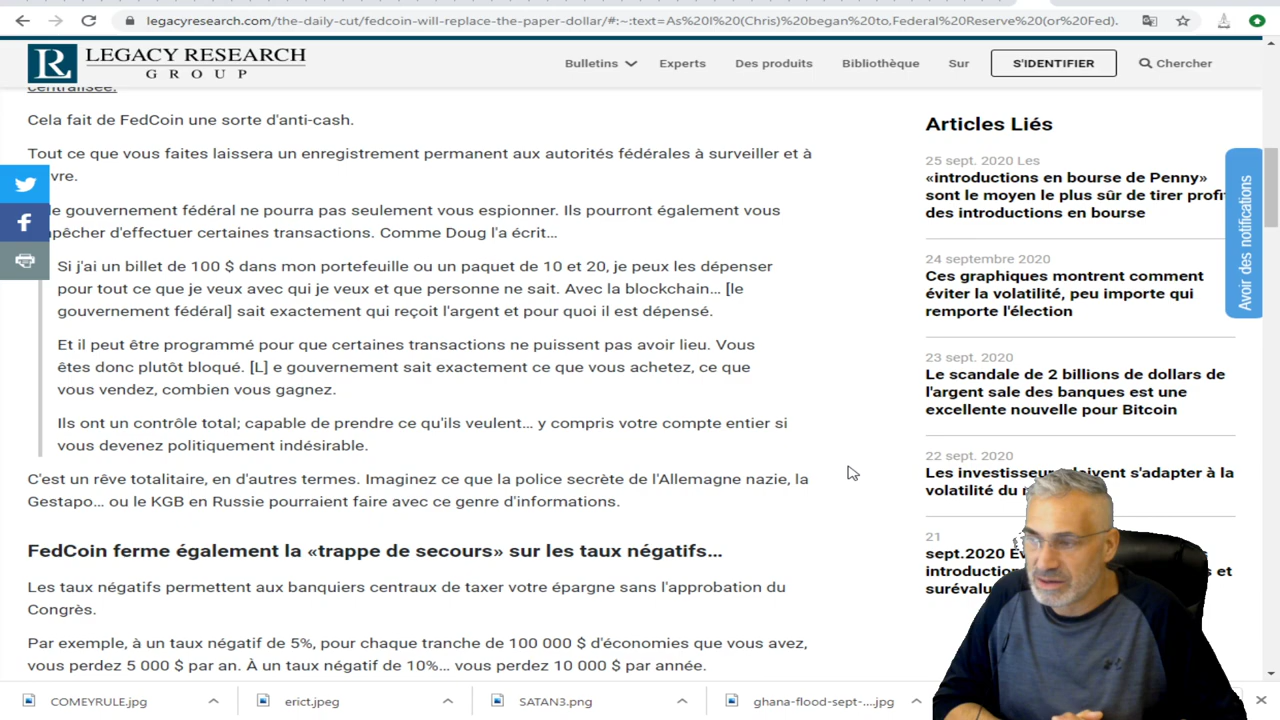 legacyresearch.com/the-daily-cut/fedcoin-will-replace-the-paper-dollar/#:~:text=As%20I%20(Chris)%20began%20to,Federal%20Reserve%20(or%20Fed).
LEGACY RESEARCH
GROUP
Bulletins
Experts
Des produits
Bibliothèque
Sur
S'IDENTIFIER
Chercher
centralisée.
Cela fait de FedCoin une sorte d'anti-cash.
Tout ce que vous faites laissera un enregistrement permanent aux autorités fédérales à surveiller et à
vre.
le gouvernement fédéral ne pourra pas seulement vous espionner. Ils pourront également vous
pêcher d'effectuer certaines transactions. Comme Doug l'a écrit…
Si j'ai un billet de 100 $ dans mon portefeuille ou un paquet de 10 et 20, je peux les dépenser
pour tout ce que je veux avec qui je veux et que personne ne sait. Avec la blockchain… [le
gouvernement fédéral] sait exactement qui reçoit l'argent et pour quoi il est dépensé.
Et il peut être programmé pour que certaines transactions ne puissent pas avoir lieu. Vous
êtes donc plutôt bloqué. [L] e gouvernement sait exactement ce que vous achetez, ce que
vous vendez, combien vous gagnez.
Ils ont un contrôle total; capable de prendre ce qu'ils veulent… y compris votre compte entier si
vous devenez politiquement indésirable.
C'est un rêve totalitaire, en d'autres termes. Imaginez ce que la police secrète de l'Allemagne nazie, la
Gestapo… ou le KGB en Russie pourraient faire avec ce genre d'informations.
FedCoin ferme également la «trappe de secours» sur les taux négatifs…
Les taux négatifs permettent aux banquiers centraux de taxer votre épargne sans l'approbation du
Congrès.
Par exemple, à un taux négatif de 5%, pour chaque tranche de 100 000 $ d'économies que vous avez,
vous perdez 5 000 $ par an. À un taux négatif de 10%… vous perdez 10 000 $ par année.
Articles Liés
25 sept. 2020 Les
«introductions en bourse de Penny»
sont le moyen le plus sûr de tirer profi
des introductions en bourse
24 septembre 2020
Ces graphiques montrent comment
éviter la volatilité, peu importe qui
remporte l'élection
23 sept. 2020
Le scandale de 2 billions de dollars de
l'argent sale des banques est une
excellente nouvelle pour Bitcoin
22 sept. 2020
Les investisseu doivent s'adapter à la
volatilité du
21
sept.2020
introduction s et
suréval
Avoir des notifications
COMEYRULE.jpg
erict.jpeg
SATAN3.png
ghana-flood-sept-....jpg